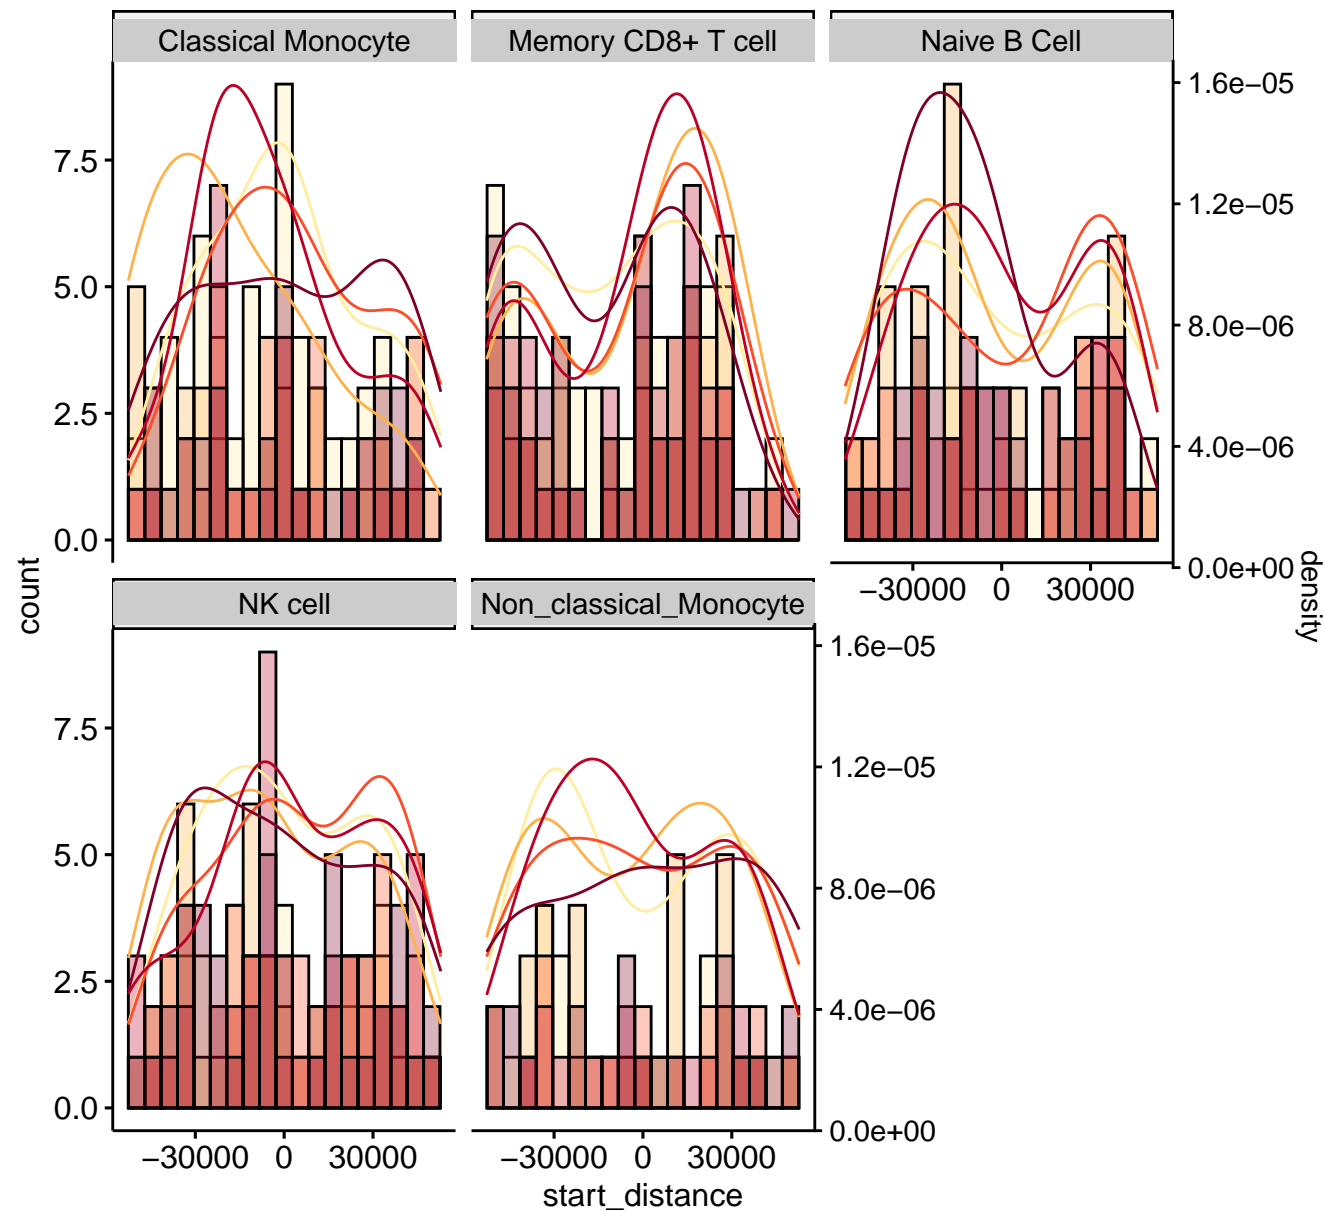 Classical Monocyte
Memory CD8+ T cell
Naive B Cell
7.5
5.0
2.5
0.0
1.6e−05
1.2e−05
8.0e−06
4.0e−06
0.0e+00
−30000 0 30000
count
density
NK cell
Non_classical_Monocyte
7.5
5.0
2.5
0.0
1.6e−05
1.2e−05
8.0e−06
4.0e−06
0.0e+00
−30000 0 30000
−30000 0 30000
start_distance